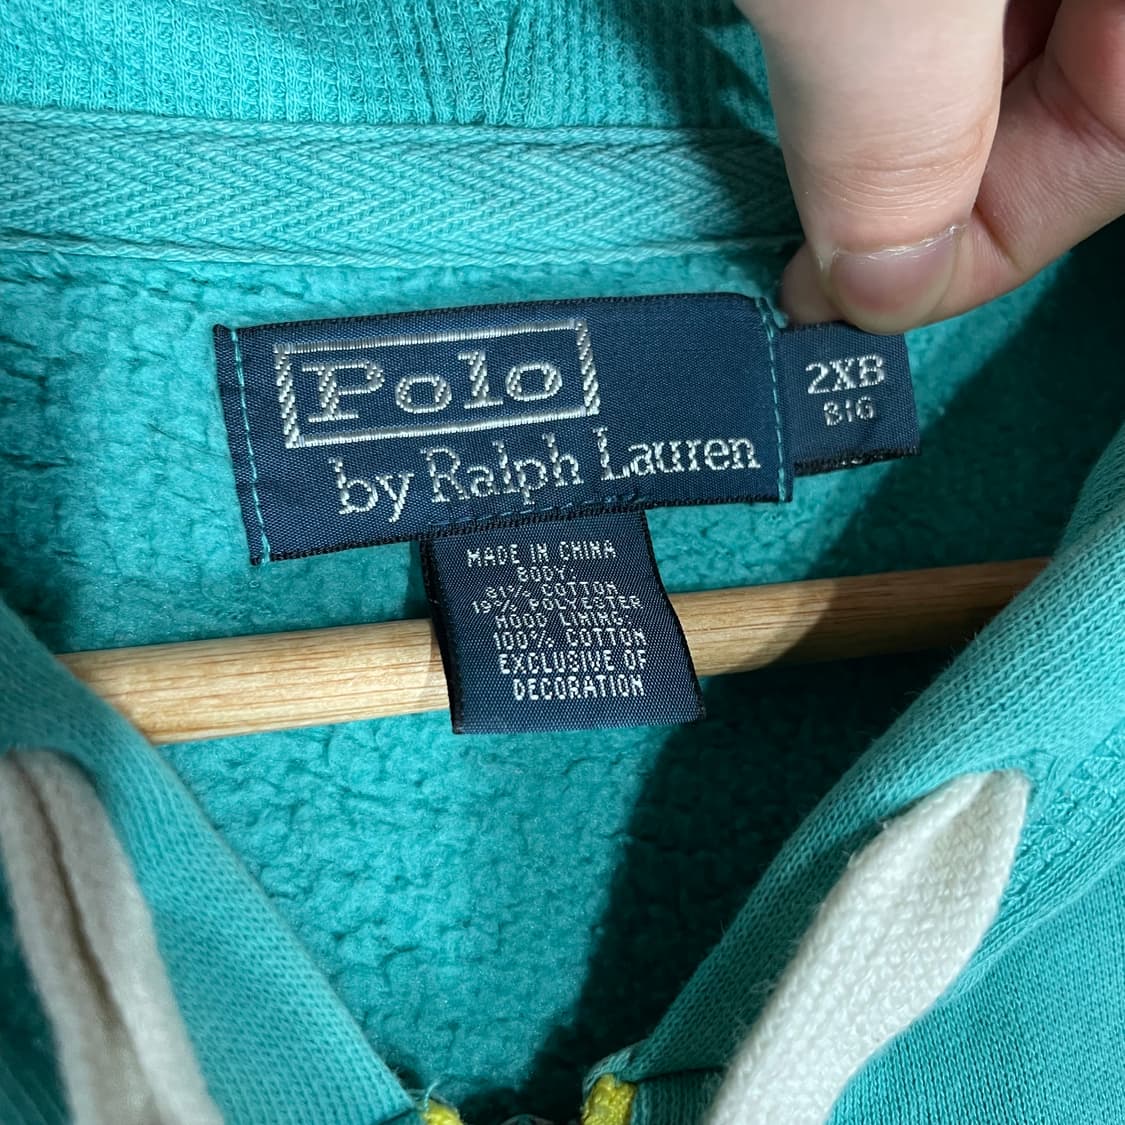 Polo
by Ralph Lauren
2XB
BIG
MADE IN CHINA
BODY:
81% COTTON
19% POLYESTER
HOOD LINING
100% COTTON
EXCLUSIVE OF
DECORATION